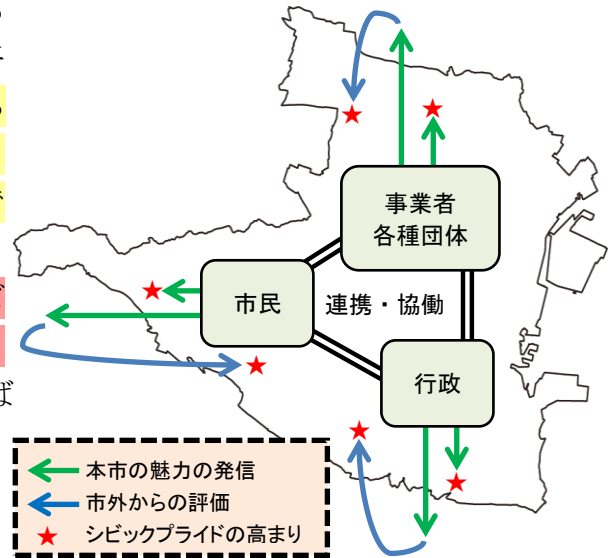 事業者
各種団体
市民
連携・協働
行政
本市の魅力の発信
市外からの評価
シビックプライドの高まり